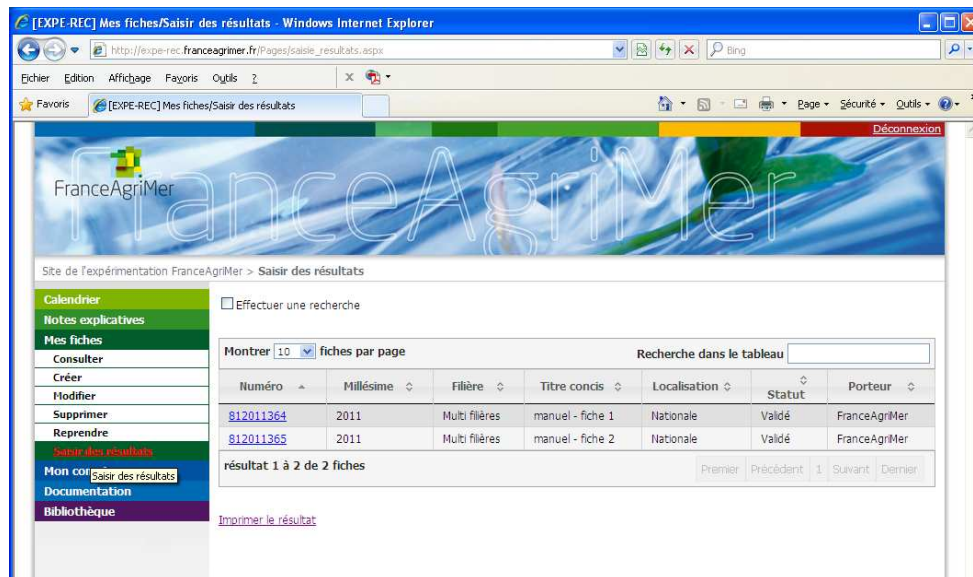 [EXPE-REC] Mes fiches/Saisir des résultats - Windows Internet Explorer
http://expe-rec.franceagrimer.fr/Pages/saisie_resultats.aspx
Bing
Fichier Edition Affichage Favoris Outils ?
Favoris [EXPE-REC] Mes fiches/Saisir des résultats Page Sécurité Outils
Déconnexion
FranceAgriMer
FranceAgriMer
Site de l'expérimentation FranceAgriMer > Saisir des résultats
Calendrier
Notes explicatives
Mes fiches
Consulter
Créer
Modifier
Supprimer
Reprendre
Saisir des résultats
Mon com
Saisir des résultats
Documentation
Bibliothèque
Effectuer une recherche
Montrer 10 fiches par page Recherche dans le tableau
Numéro Millésime Filière Titre concis Localisation Statut Porteur
812011364 2011 Multi filières manuel - fiche 1 Nationale Validé FranceAgriMer
812011365 2011 Multi filières manuel - fiche 2 Nationale Validé FranceAgriMer
résultat 1 à 2 de 2 fiches Premier Précédent 1 Suivant Dernier
Imprimer le résultat